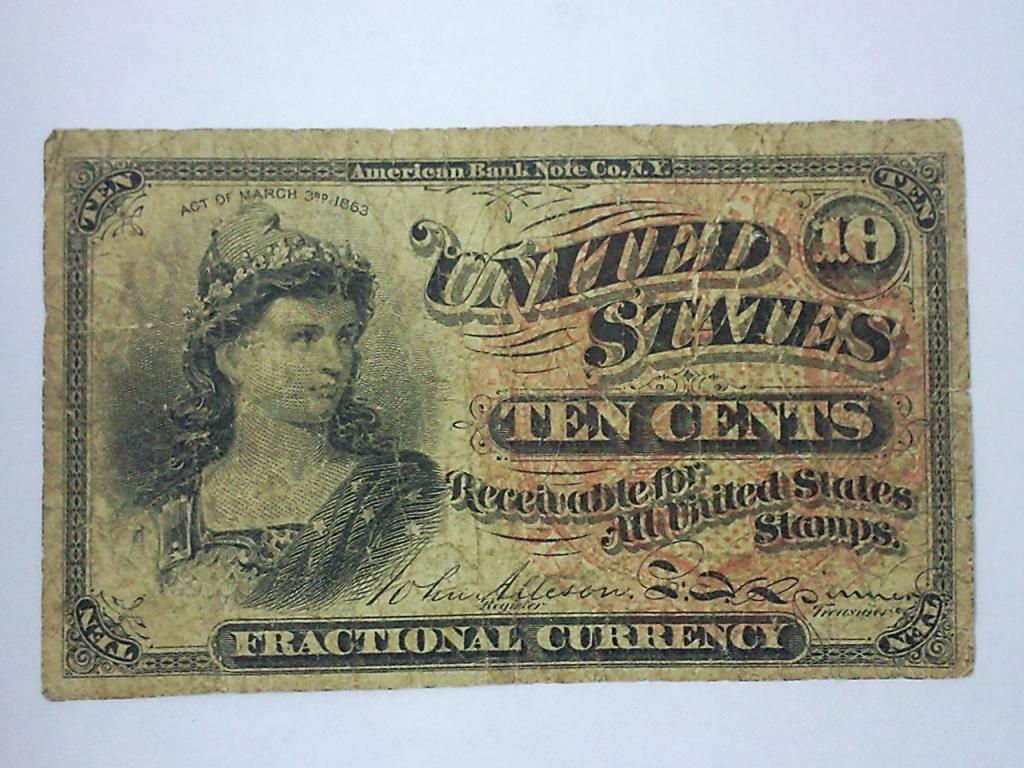 American Bank Note Co. N.Y.
TEN
TEN
ACT OF MARCH 3RD 1863
UNITED
10
STATES
TEN CENTS
Receivable for
All United States
Stamps.
John Allison.
Register
Treasurer
TEN
TEN
FRACTIONAL CURRENCY